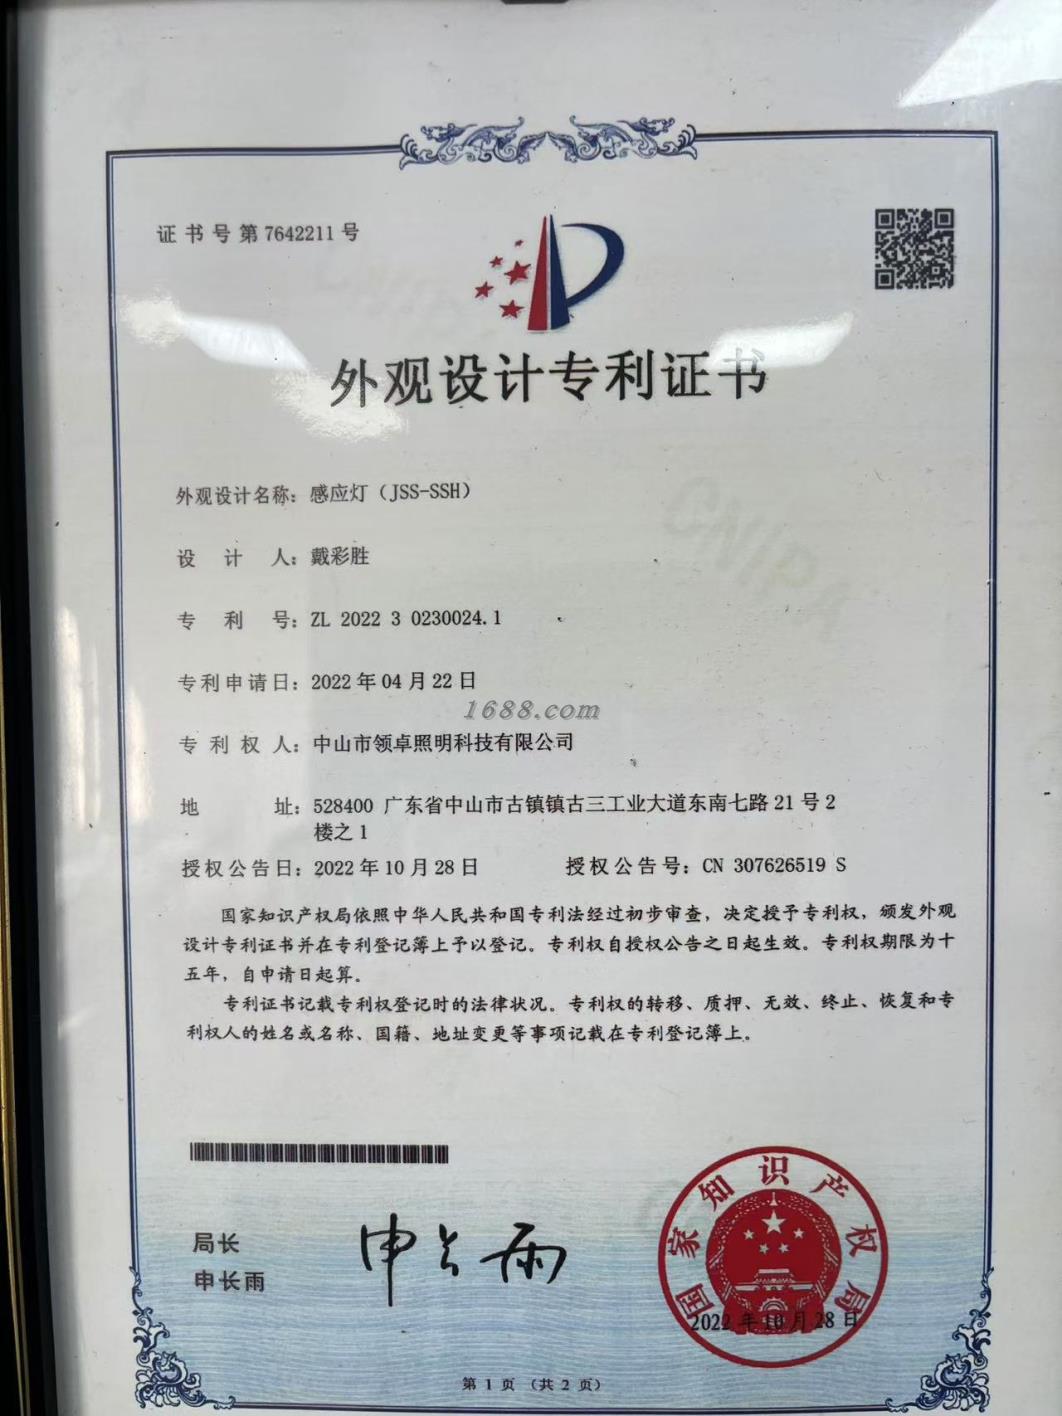 证书号第7642211号
外观设计专利证书
外观设计名称：感应灯（JSS-SSH）
设计人：戴彩胜
专利号：ZL 2022 3 0230024.1
CNIPA
专利申请日：2022年04月22日
1688.com
专利权人：中山市领卓照明科技有限公司
地址：528400 广东省中山市古镇镇古三工业大道东南七路21号2
楼之1
授权公告日：2022年10月28日 授权公告号：CN 307626519 S
国家知识产权局依照中华人民共和国专利法经过初步审查，决定授予专利权，颁发外观
设计专利证书并在专利登记簿上予以登记。专利权自授权公告之日起生效。专利权期限为十
五年，自申请日起算。
专利证书记载专利权登记时的法律状况。专利权的转移、质押、无效、终止、恢复和专
利权人的姓名或名称、国籍、地址变更等事项记载在专利登记簿上。
局长
申长雨
申长雨
国家知识产权局
2022年10月28日
第1页（共2页）